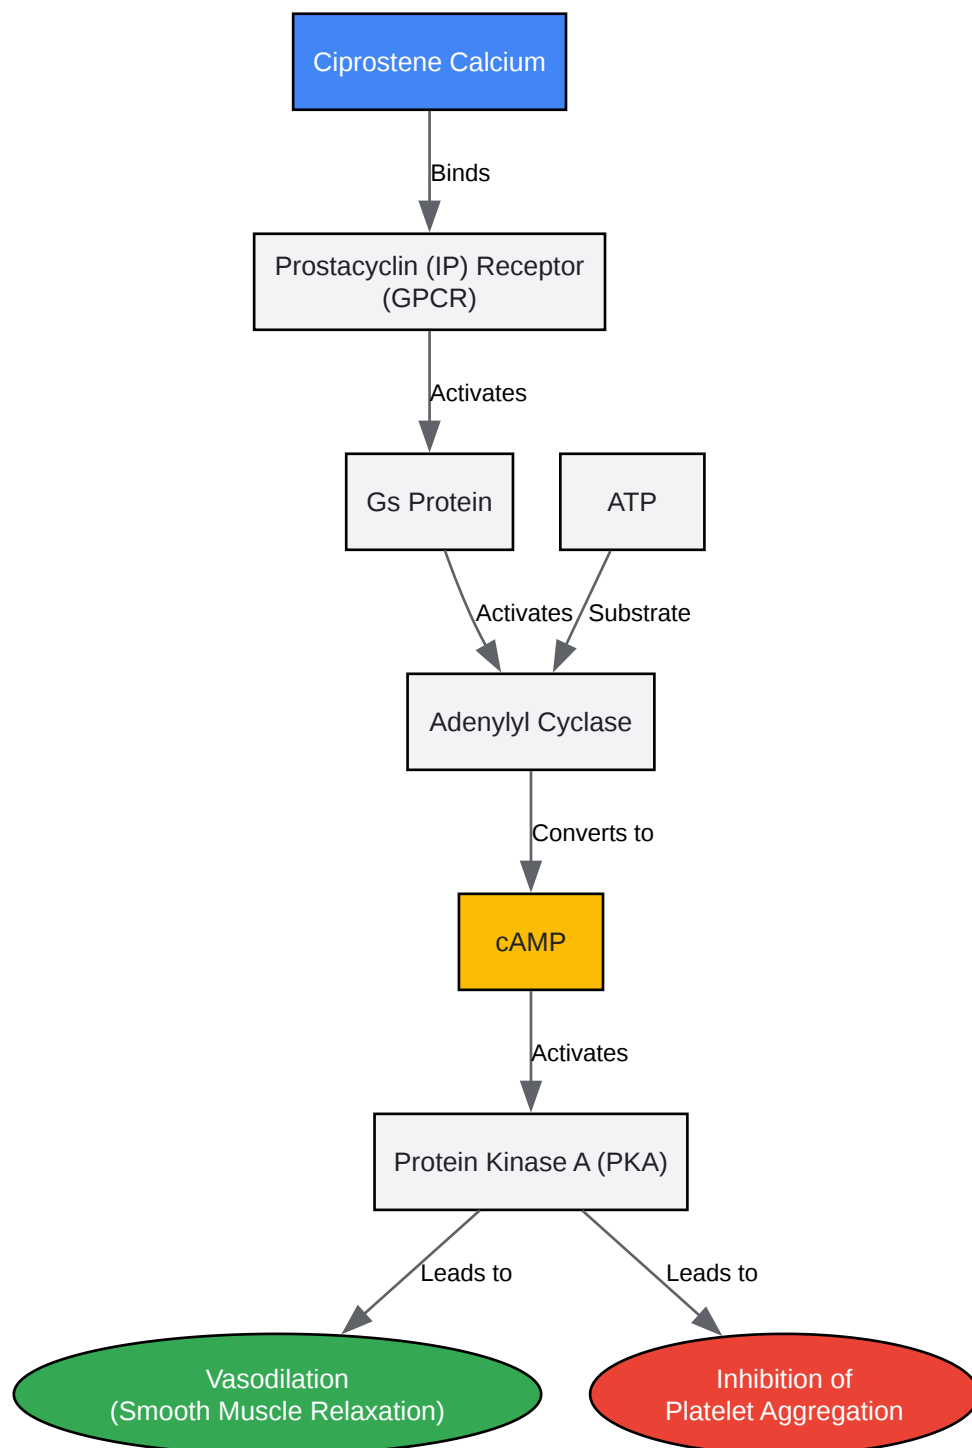 Ciprostene Calcium
Binds
Prostacyclin (IP) Receptor
(GPCR)
Activates
Gs Protein
ATP
Activates
Substrate
Adenylyl Cyclase
Converts to
cAMP
Activates
Protein Kinase A (PKA)
Leads to
Leads to
Vasodilation
(Smooth Muscle Relaxation)
Inhibition of
Platelet Aggregation